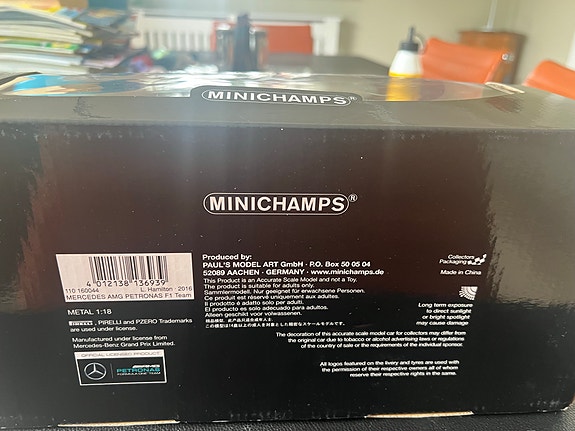 MINICHAMPS®
MINICHAMPS®
4 012138 136939
110 160044 L. Hamilton · 2016
MERCEDES AMG PETRONAS F1 Team
METAL 1:18
PIRELLI, PIRELLI and PZERO Trademarks
are used under license.
Manufactured under license from
Mercedes-Benz Grand Prix Limited.
OFFICIAL LICENSED PRODUCT
PETRONAS
FORMULA ONE TEAM
Produced by:
PAUL'S MODEL ART GmbH · P.O. Box 50 05 04
52089 AACHEN · GERMANY · www.minichamps.de
This Product is an Accurate Scale Model and not a Toy.
The product is suitable for adults only.
Sammlermodell. Nur geeignet für erwachsene Personen.
Ce produit est réservé uniquement aux adultes.
Il prodotto é adatto solo per adulti.
El producto es solo adecuado para adultos.
Alleen geschikt voor volwassenen.
Collectors
Packaging
Made in China
Long term exposure
to direct sunlight
or bright spotlight
may cause damage
The decoration of this accurate scale model car for collectors may differ from
the original car due to tobacco or alcohol advertising laws or regulations
of the country of sale or the requirements of the individual sponsor.
All logos featured on the livery and tyres are used with
the permission of their respective owners all of whom
reserve their respective rights in the same.